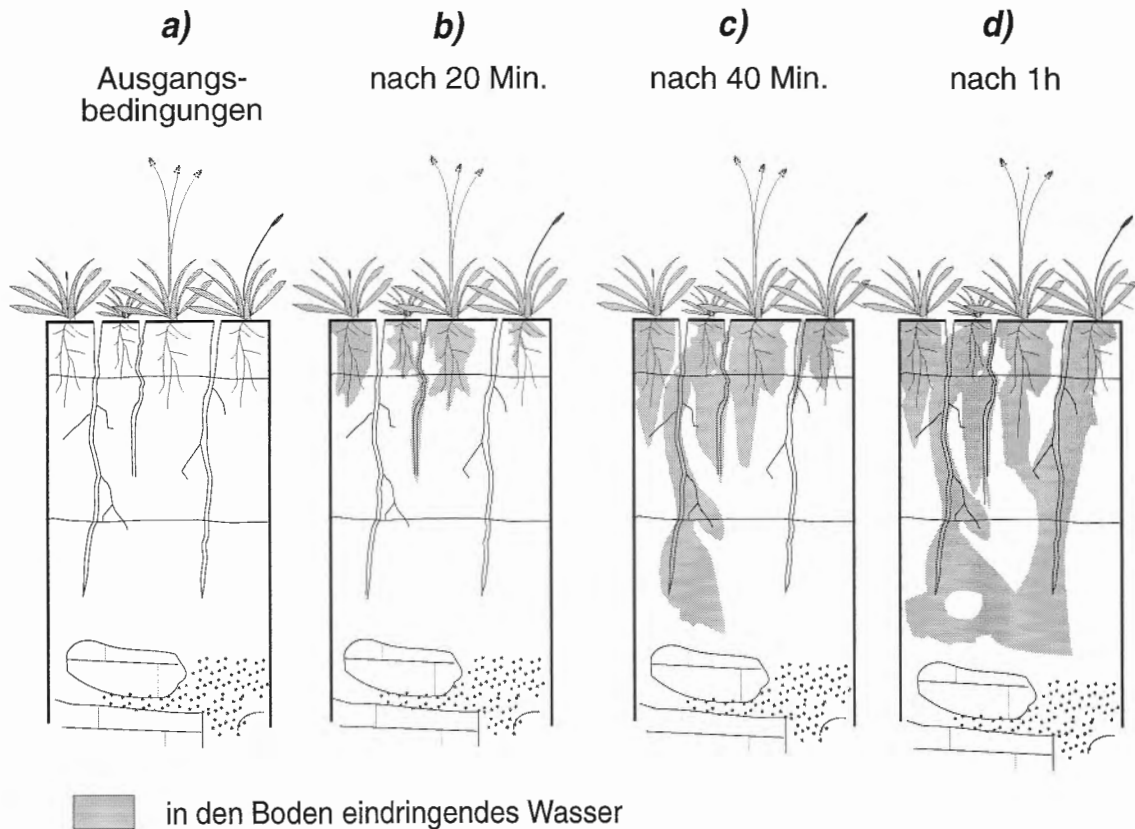 a)
Ausgangs-
bedingungen
b)
nach 20 Min.
c)
nach 40 Min.
d)
nach 1h
in den Boden eindringendes Wasser